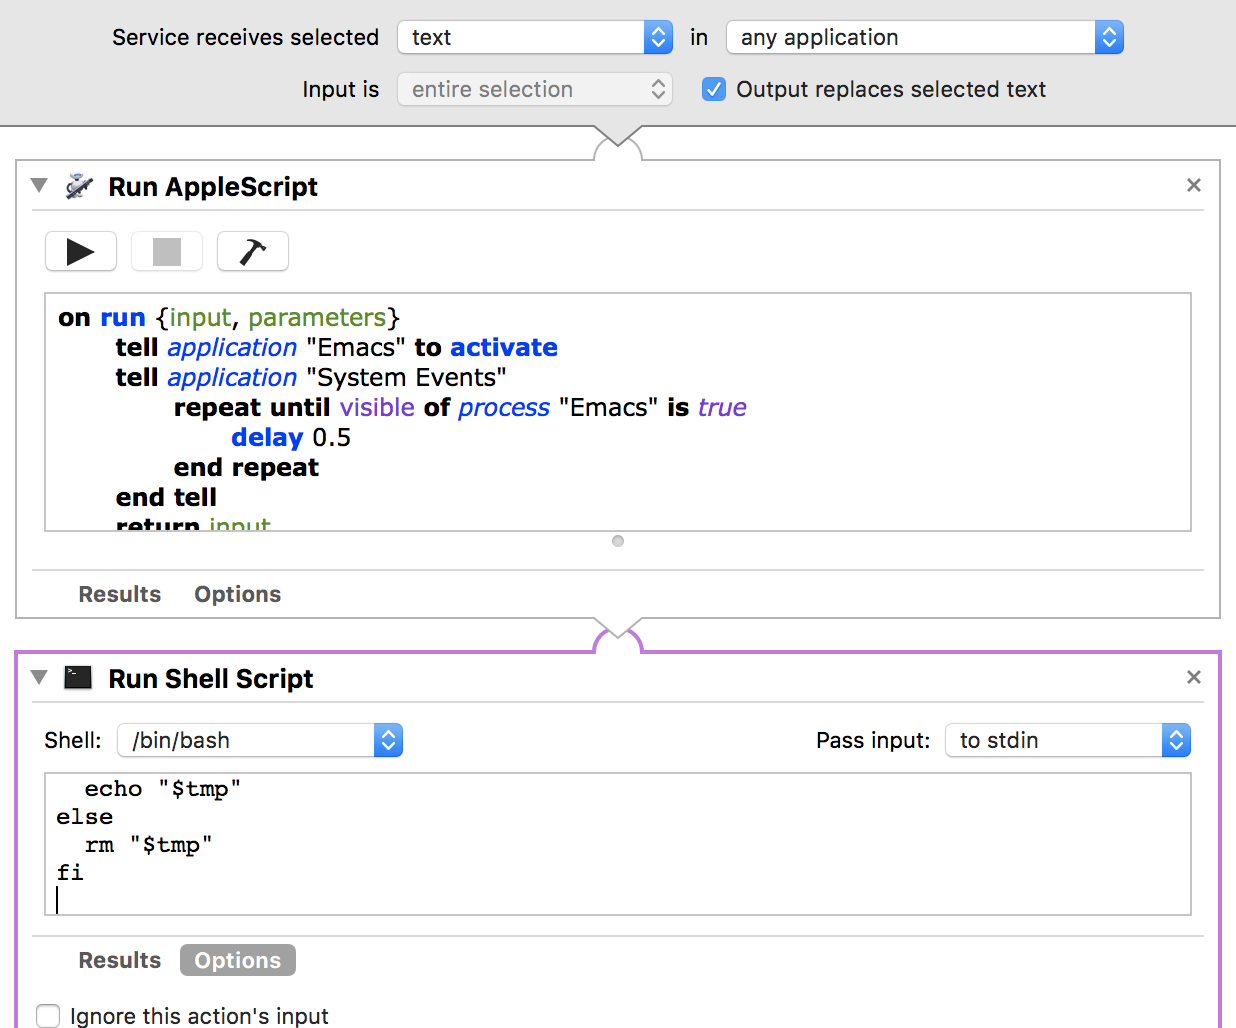 Service receives selected text in any application
Input is entire selection Output replaces selected text
Run AppleScript
on run {input, parameters}
tell application "Emacs" to activate
tell application "System Events"
repeat until visible of process "Emacs" is true
delay 0.5
end repeat
end tell
return input
Results Options
Run Shell Script
Shell: /bin/bash Pass input: to stdin
echo "$tmp"
else
rm "$tmp"
fi
Results Options
Ignore this action's input